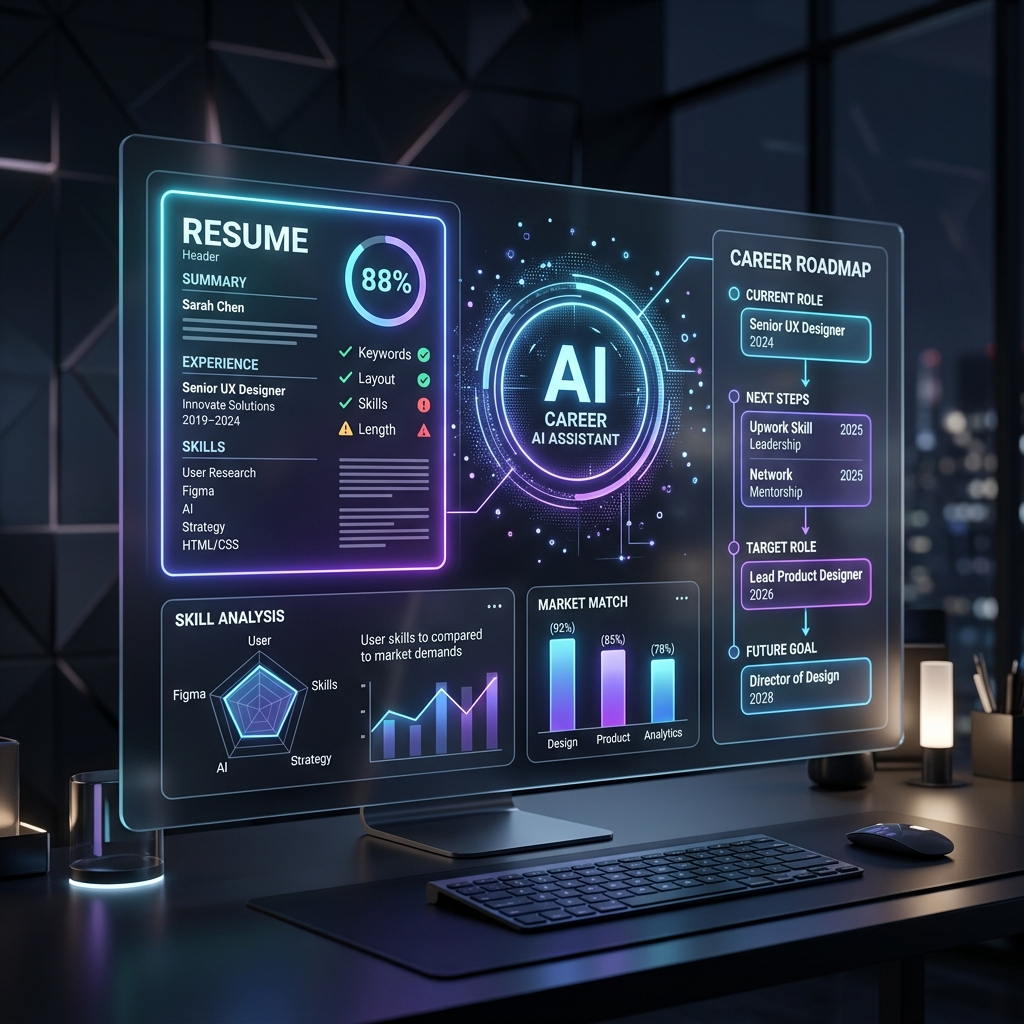 RESUME
Header
SUMMARY
Sarah Chen
EXPERIENCE
Senior UX Designer
Innovate Solutions
2019–2024
SKILLS
User Research
Figma
AI
Strategy
HTML/CSS
88%
Keywords
Layout
Skills
Length
AI
CAREER
AI ASSISTANT
CAREER ROADMAP
CURRENT ROLE
Senior UX Designer
2024
NEXT STEPS
Upwork Skill 2025
Leadership
Network 2025
Mentorship
TARGET ROLE
Lead Product Designer
2026
FUTURE GOAL
Director of Design
2028
SKILL ANALYSIS
User
Figma
Skills
AI
Strategy
User skills to compared
to market demands
MARKET MATCH
(92%)
(85%)
(78%)
Design
Product
Analytics